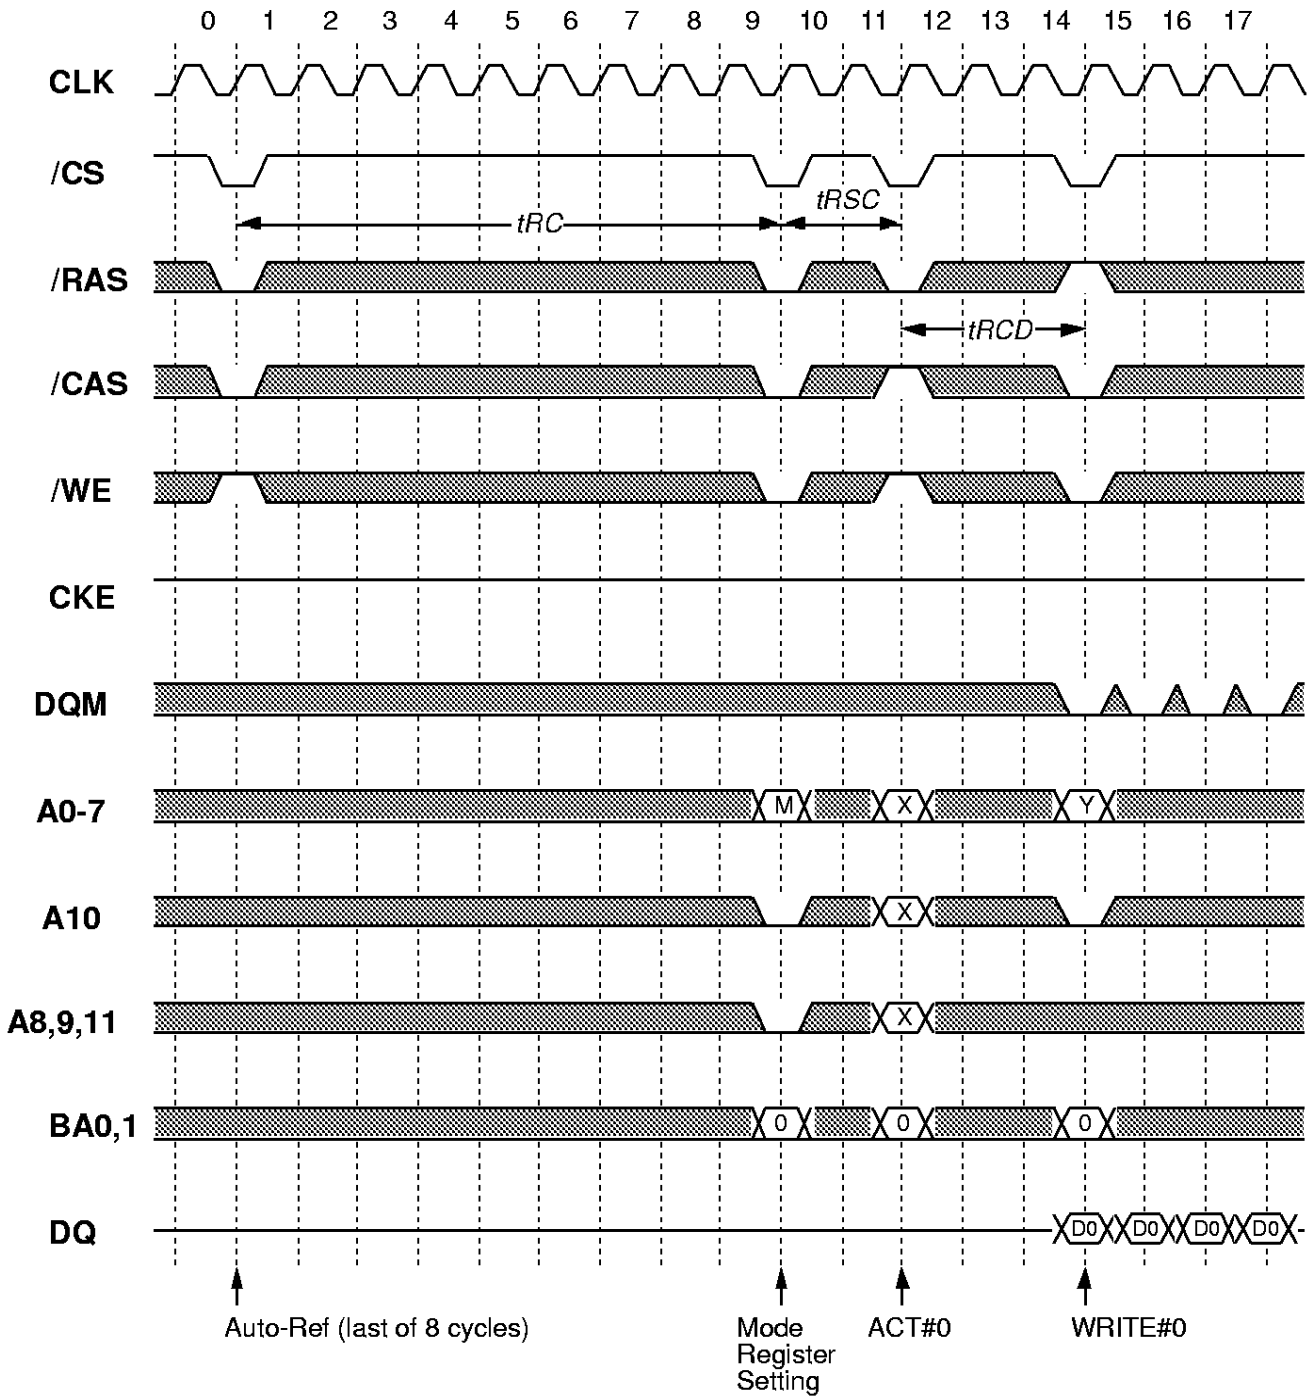 0 1 2 3 4 5 6 7 8 9 10 11 12 13 14 15 16 17
CLK
/CS
tRSC
tRC
/RAS
tRCD
/CAS
/WE
CKE
DQM
A0-7 M X Y
A10 X
A8,9,11 X
BA0,1 0 0 0
DQ D0 D0 D0 D0
Auto-Ref (last of 8 cycles) Mode ACT#0 WRITE#0
Register
Setting